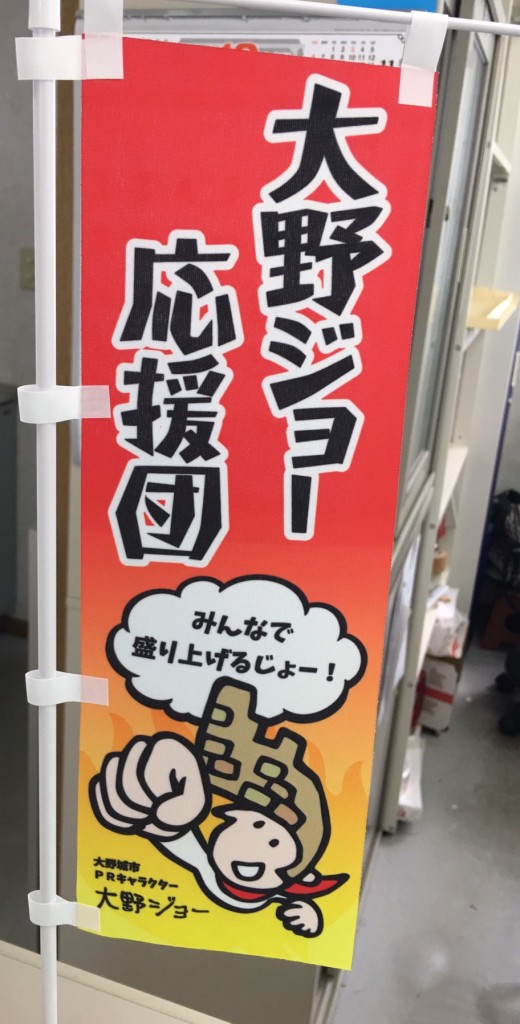 大野ジョー
応援団
みんなで
盛り上げるじょー！
大野城市
PRキャラクター
大野ジョー